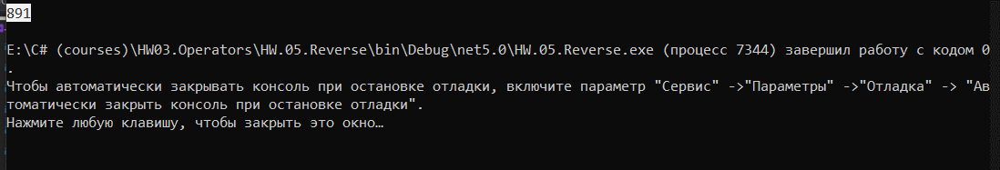 891
E:\C# (courses)\HW03.Operators\HW.05.Reverse\bin\Debug\net5.0\HW.05.Reverse.exe (процесс 7344) завершил работу с кодом 0
.
Чтобы автоматически закрывать консоль при остановке отладки, включите параметр "Сервис" ->"Параметры" ->"Отладка" -> "Ав
томатически закрыть консоль при остановке отладки".
Нажмите любую клавишу, чтобы закрыть это окно…